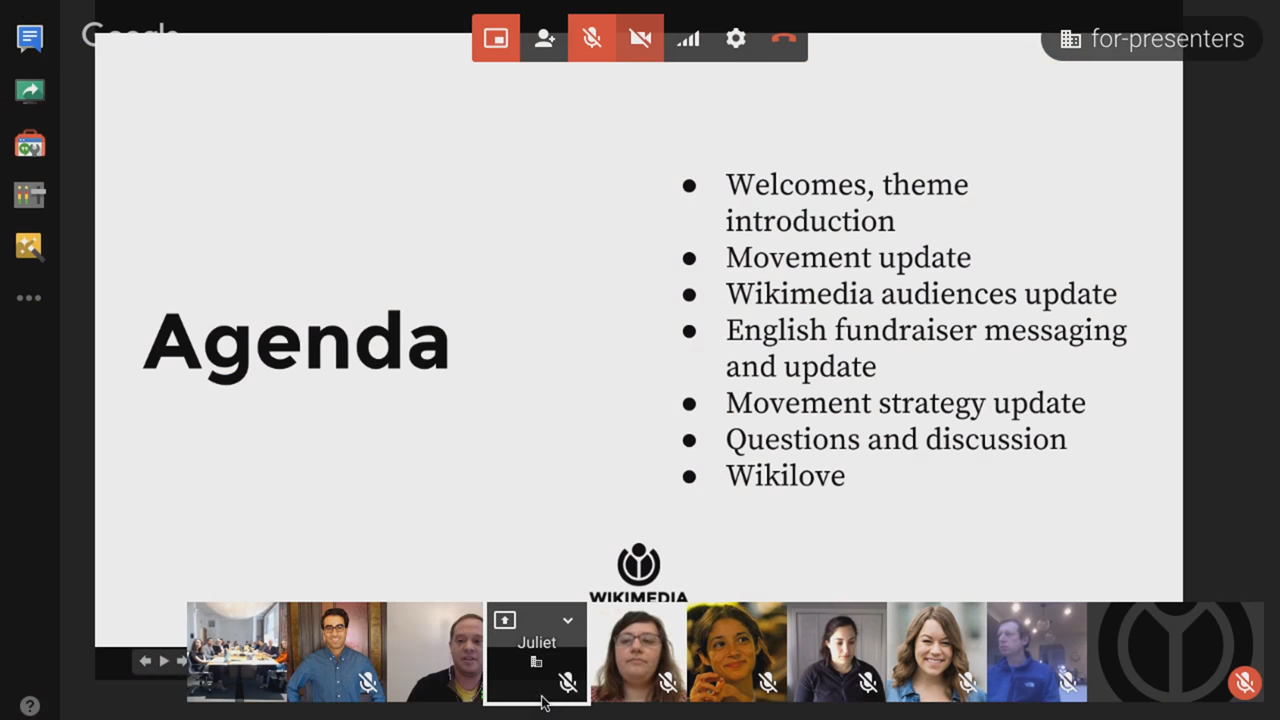 Google
for-presenters
Agenda
● Welcomes, theme
introduction
● Movement update
● Wikimedia audiences update
● English fundraiser messaging
and update
● Movement strategy update
● Questions and discussion
● Wikilove
WIKIMEDIA
Juliet